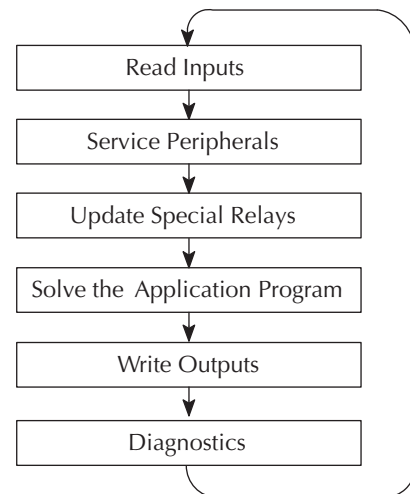 Read Inputs
Service Peripherals
Update Special Relays
Solve the Application Program
Write Outputs
Diagnostics